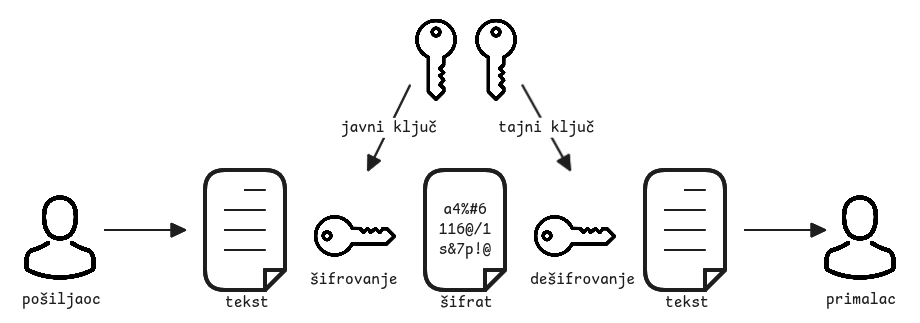 javni ključ
tajni ključ
a4%#6
116@/1
s&7p!@
šifrovanje
dešifrovanje
pošiljaoc
tekst
šifrat
tekst
primalac